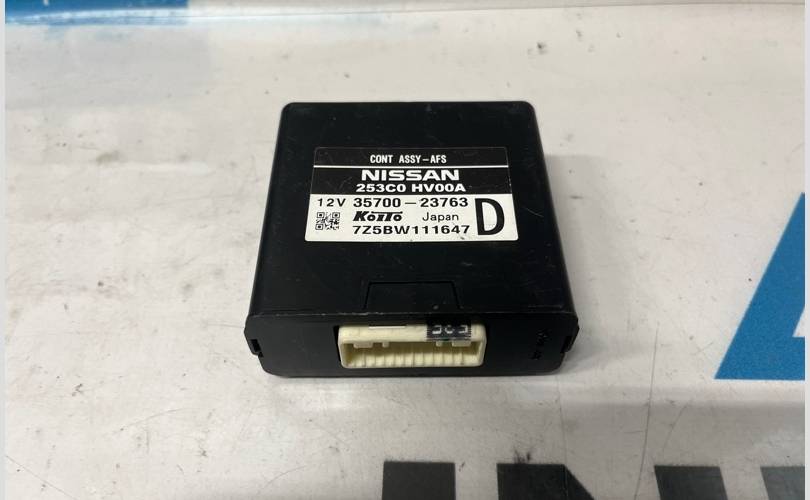 CONT ASSY-AFS
NISSAN
253C0 HV00A
12V 35700-23763
KOITO Japan D
7Z5BW111647